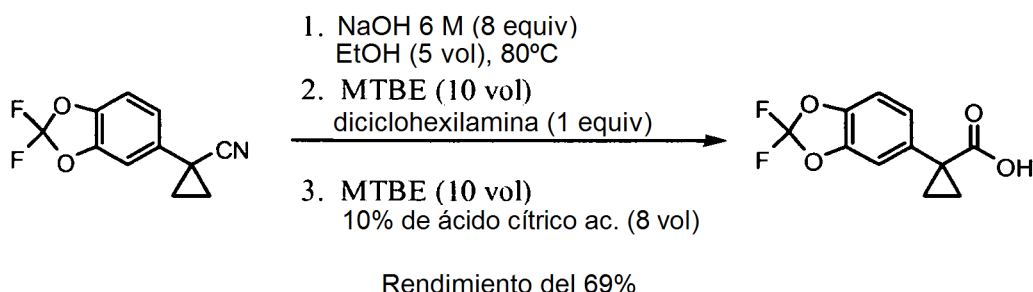 1. NaOH 6 M (8 equiv)
EtOH (5 vol), 80ºC
2. MTBE (10 vol)
diciclohexilamina (1 equiv)
3. MTBE (10 vol)
10% de ácido cítrico ac. (8 vol)
Rendimiento del 69%
F
F
O
O
CN
F
F
O
O
O
OH